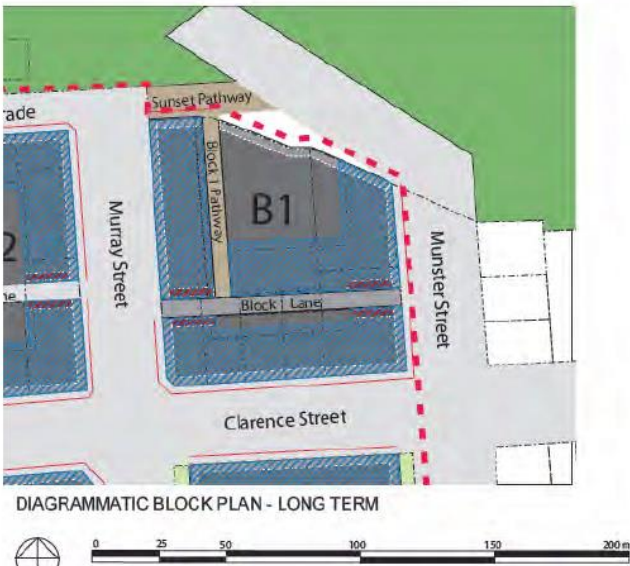 rade
Sunset Pathway
Block 1 Pathway
B1
2
Murray Street
Munster Street
ne
Block 1 Lane
Clarence Street
DIAGRAMMATIC BLOCK PLAN - LONG TERM
0 25 50 100 150 200 m